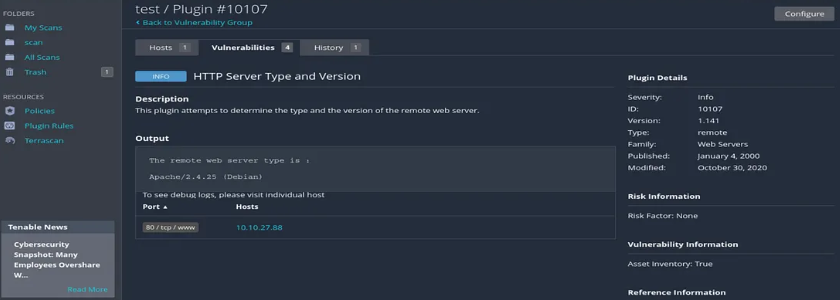 FOLDERS
My Scans
scan
All Scans
Trash
1
RESOURCES
Policies
Plugin Rules
Terrascan
Tenable News
Cybersecurity
Snapshot: Many
Employees Overshare
W...
Read More
test / Plugin #10107
Back to Vulnerability Group
Configure
Hosts 1
Vulnerabilities 4
History 1
INFO HTTP Server Type and Version
Description
This plugin attempts to determine the type and the version of the remote web server.
Output
The remote web server type is :
Apache/2.4.25 (Debian)
To see debug logs, please visit individual host
Port Hosts
80 / tcp / www 10.10.27.88
Plugin Details
Severity: Info
ID: 10107
Version: 1.141
Type: remote
Family: Web Servers
Published: January 4, 2000
Modified: October 30, 2020
Risk Information
Risk Factor: None
Vulnerability Information
Asset Inventory: True
Reference Information